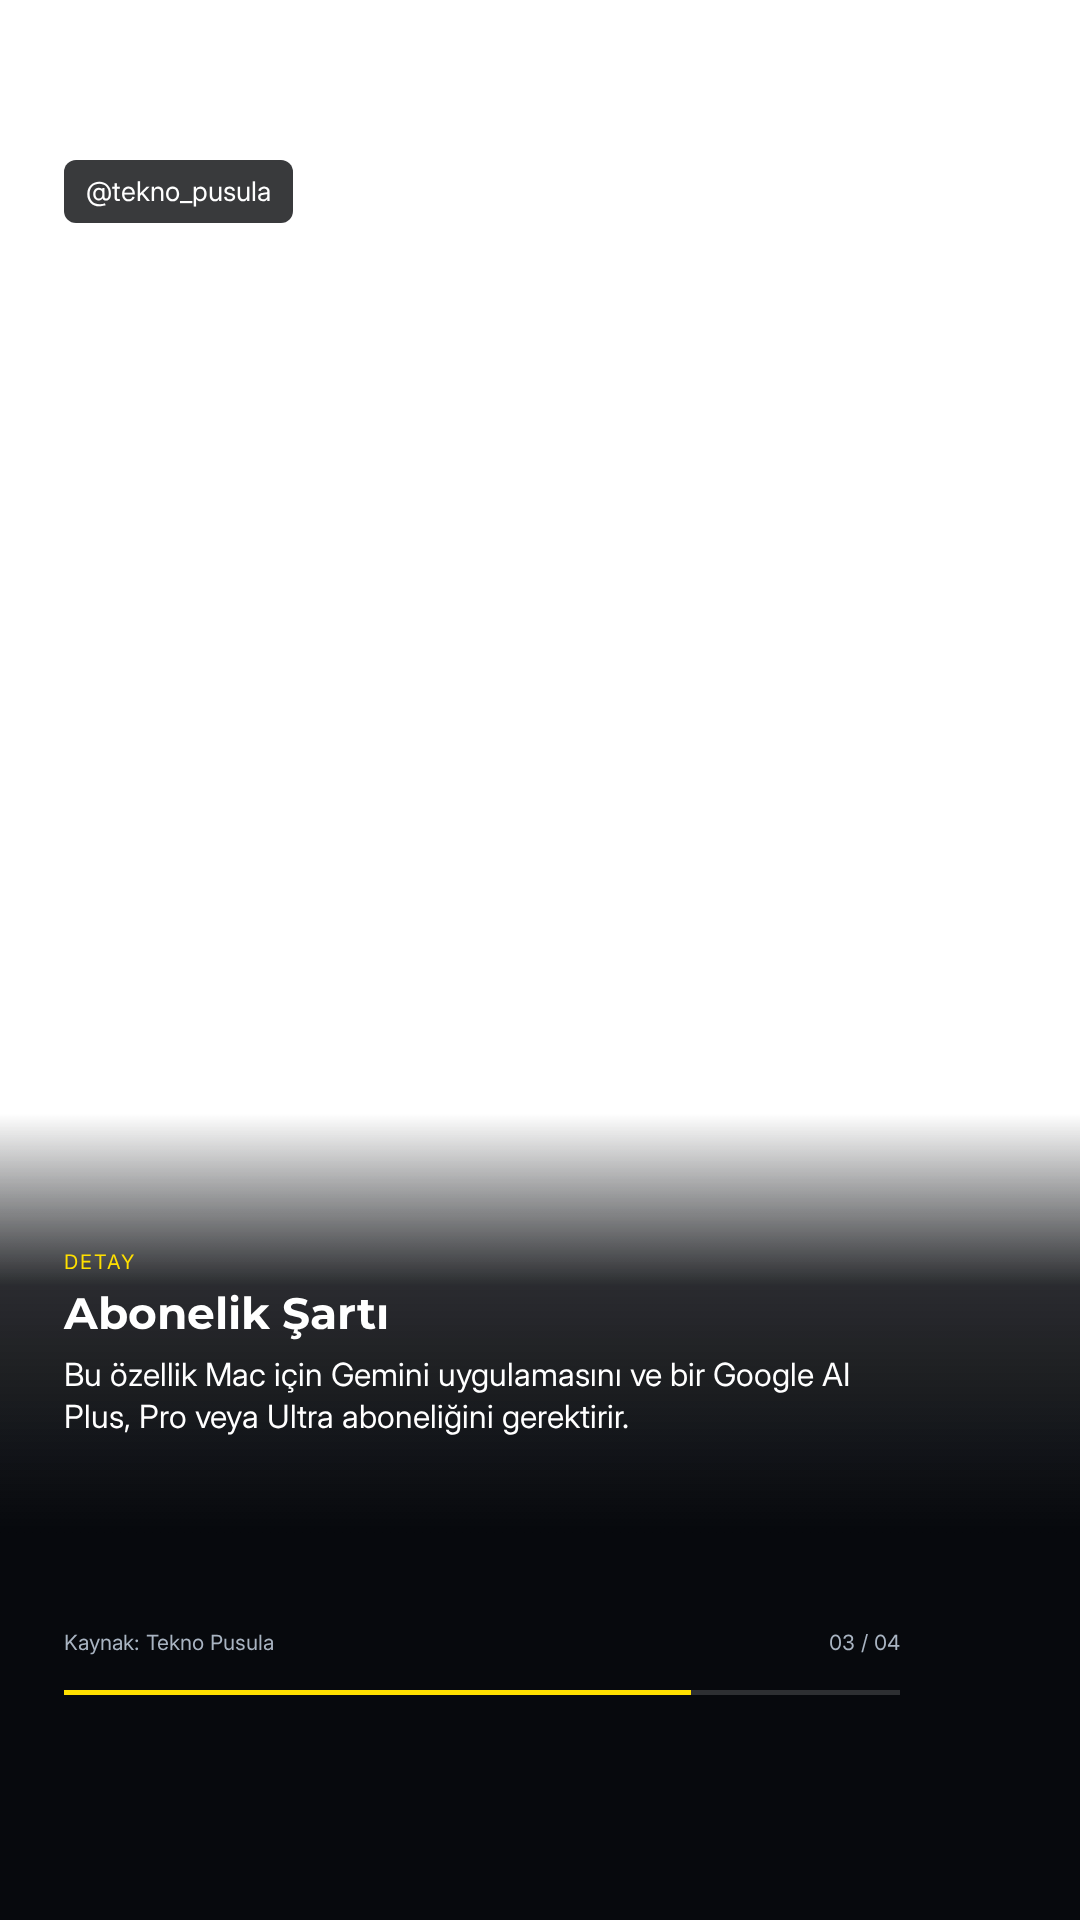 @tekno_pusula
DETAY
Abonelik Şartı
Bu özellik Mac için Gemini uygulamasını ve bir Google AI
Plus, Pro veya Ultra aboneliğini gerektirir.
Kaynak: Tekno Pusula
03 / 04